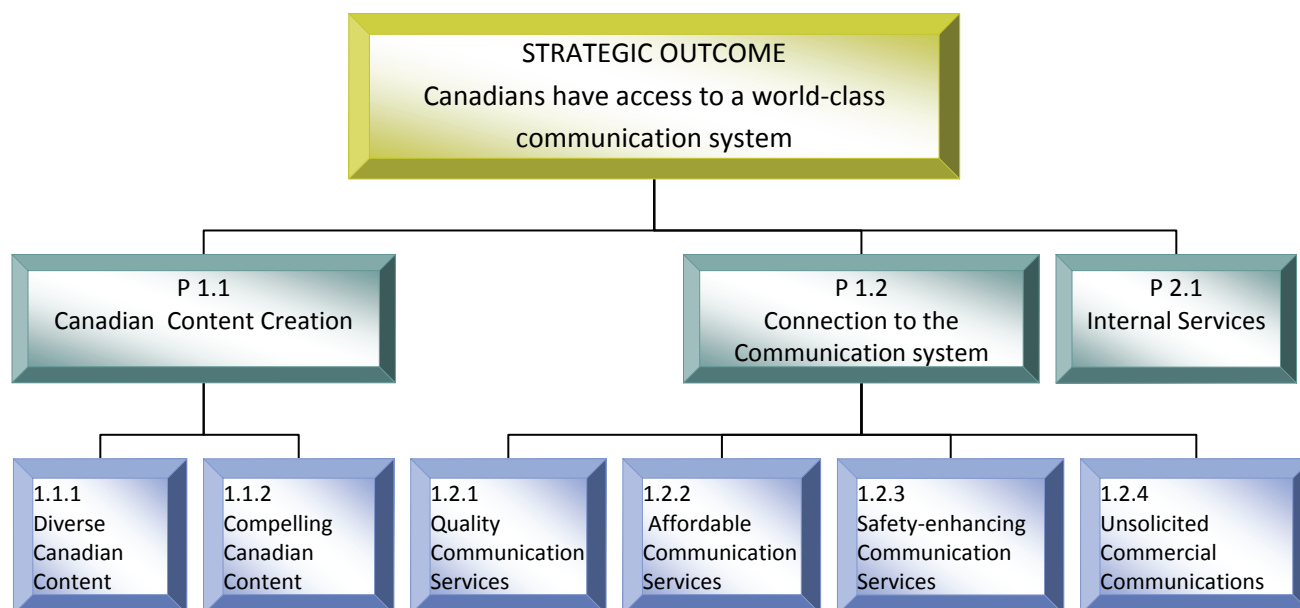 STRATEGIC OUTCOME
Canadians have access to a world-class
communication system
P 1.1
Canadian Content Creation
P 1.2
Connection to the
Communication system
P 2.1
Internal Services
1.1.1
Diverse
Canadian
Content
1.1.2
Compelling
Canadian
Content
1.2.1
Quality
Communication
Services
1.2.2
Affordable
Communication
Services
1.2.3
Safety-enhancing
Communication
Services
1.2.4
Unsolicited
Commercial
Communications